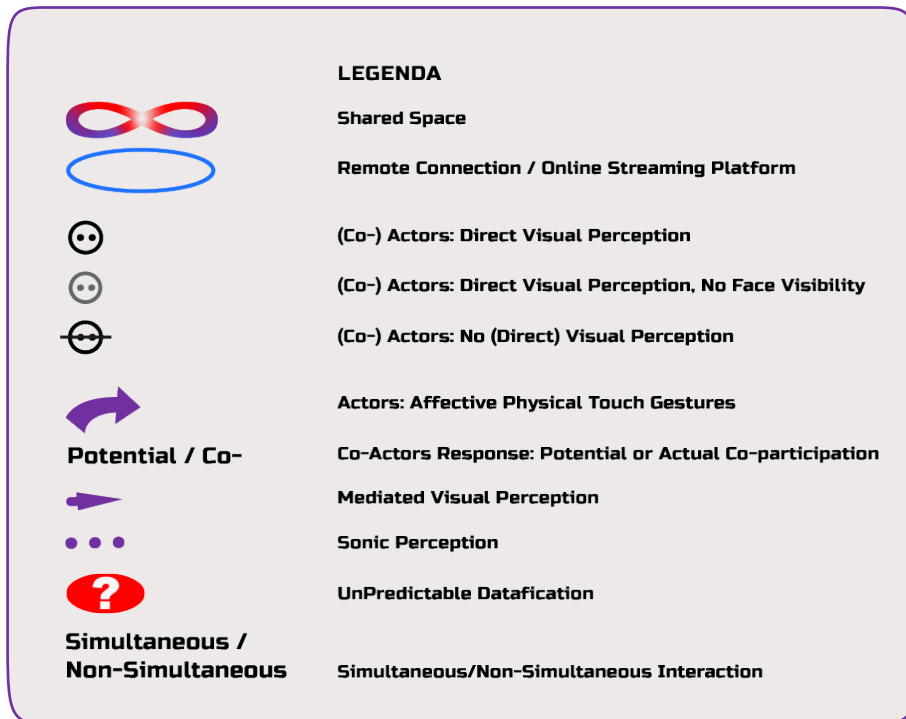 LEGENDA
Shared Space
Remote Connection / Online Streaming Platform
(Co-) Actors: Direct Visual Perception
(Co-) Actors: Direct Visual Perception, No Face Visibility
(Co-) Actors: No (Direct) Visual Perception
Actors: Affective Physical Touch Gestures
Potential / Co- Co-Actors Response: Potential or Actual Co-participation
Mediated Visual Perception
Sonic Perception
? UnPredictable Datafication
Simultaneous /
Non-Simultaneous Simultaneous/Non-Simultaneous Interaction